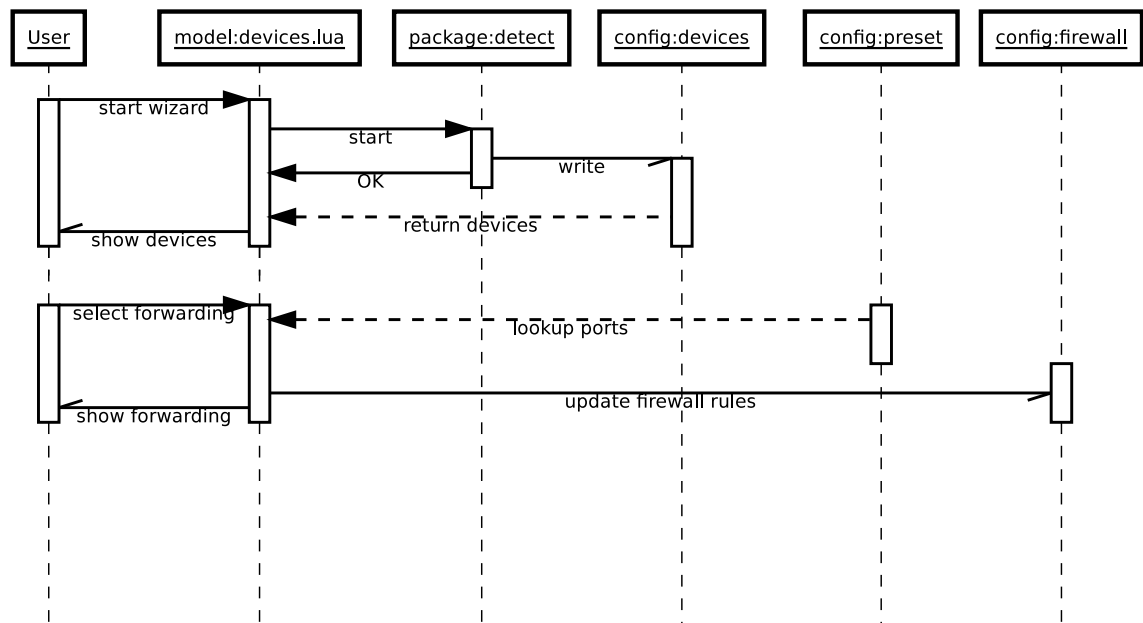 User
model:devices.lua
package:detect
config:devices
config:preset
config:firewall
start wizard
start
write
OK
return devices
show devices
select forwarding
lookup ports
update firewall rules
show forwarding